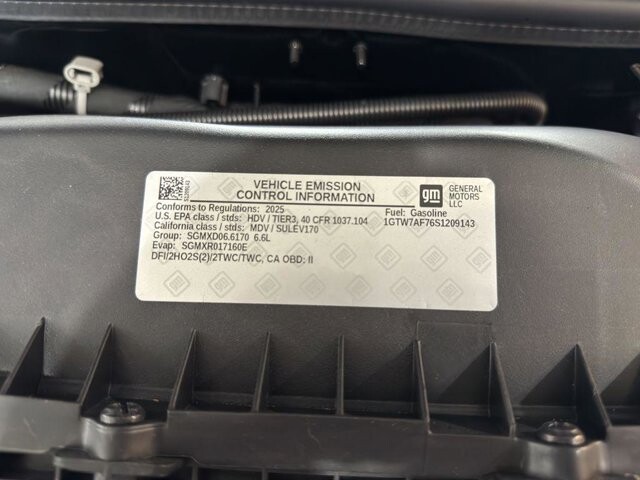 VEHICLE EMISSION
CONTROL INFORMATION
gm
GENERAL
MOTORS
LLC
Conforms to Regulations: 2025
Fuel: Gasoline
U.S. EPA class / stds: HDV / TIER3, 40 CFR 1037.104
1GTW7AF76S1209143
California class / stds: MDV / SULEV170
Group: SGMXD06.6170 6.6L
Evap: SGMXR017160E
DFI/2HO2S(2)/2TWC/TWC, CA OBD: II